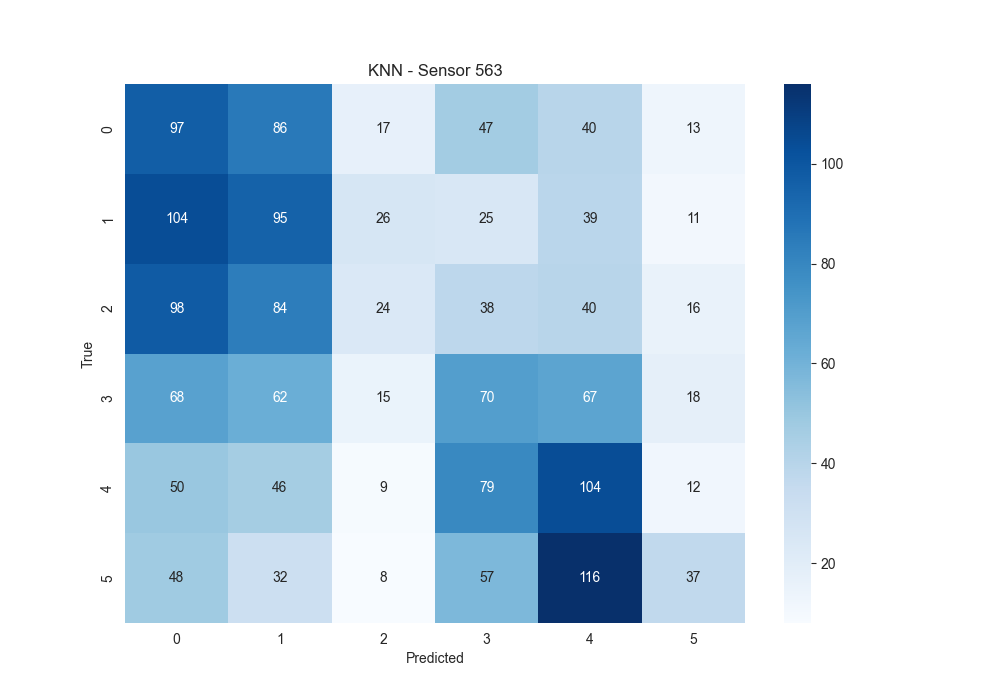 KNN - Sensor 563
0 97 86 17 47 40 13
1 104 95 26 25 39 11
2 98 84 24 38 40 16
3 68 62 15 70 67 18
4 50 46 9 79 104 12
5 48 32 8 57 116 37
0 1 2 3 4 5
Predicted
True
100
80
60
40
20